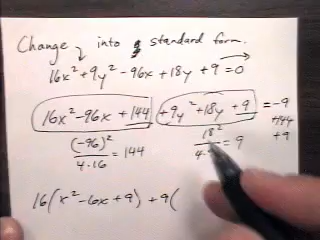 Change into standard form.
16x² + 9y² - 96x + 18y + 9 = 0
16x² - 96x + 144 + 9y² + 18y + 9 = -9
+144
+9
(-96)²/4·16 = 144
18²/4· = 9
16(x² - 6x + 9) + 9(